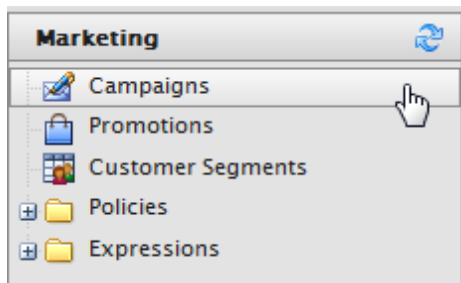 Marketing
Campaigns
Promotions
Customer Segments
Policies
Expressions